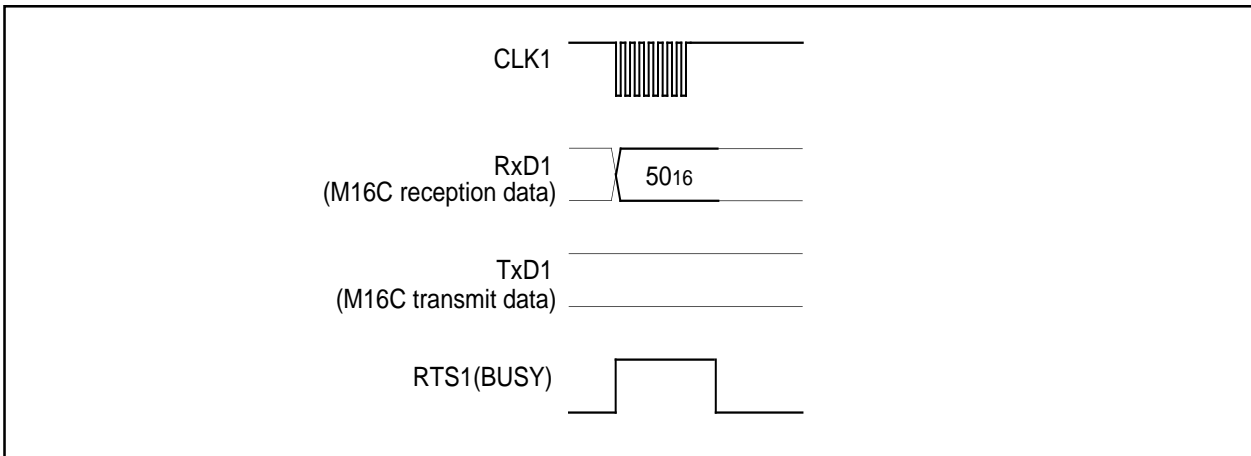 CLK1
RxD1
(M16C reception data)
5016
TxD1
(M16C transmit data)
RTS1(BUSY)